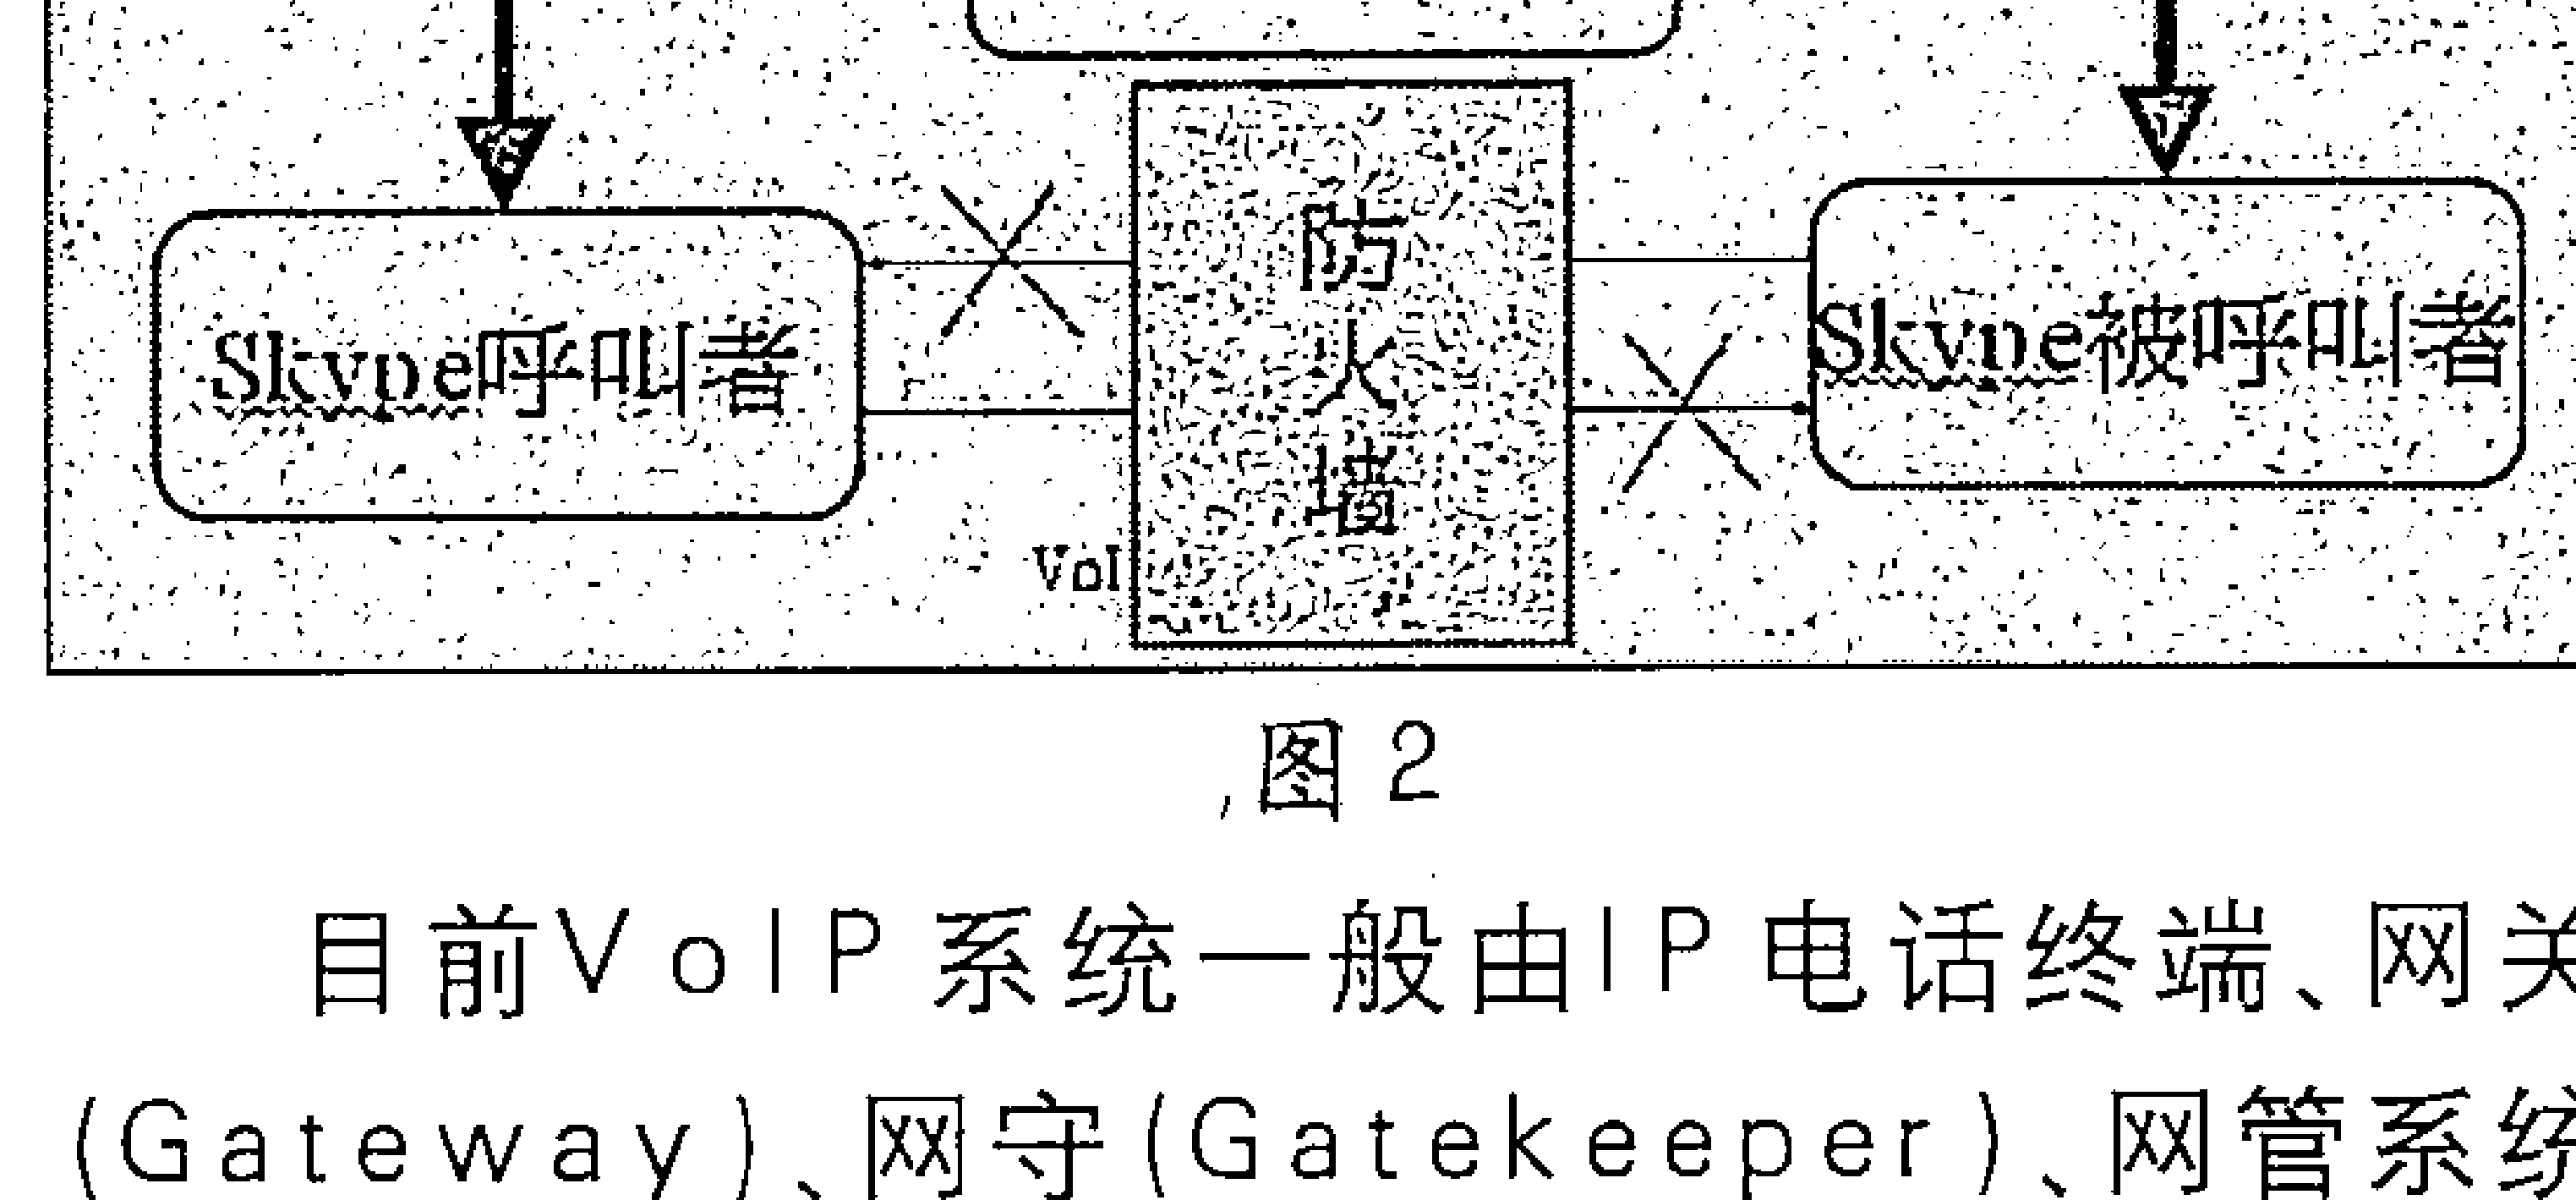 防
火
墙
Skype呼叫者
Skype被呼叫者
VoI
图 2
目前VoIP系统一般由IP电话终端、网关
(Gateway)、网守(Gatekeeper)、网管系统